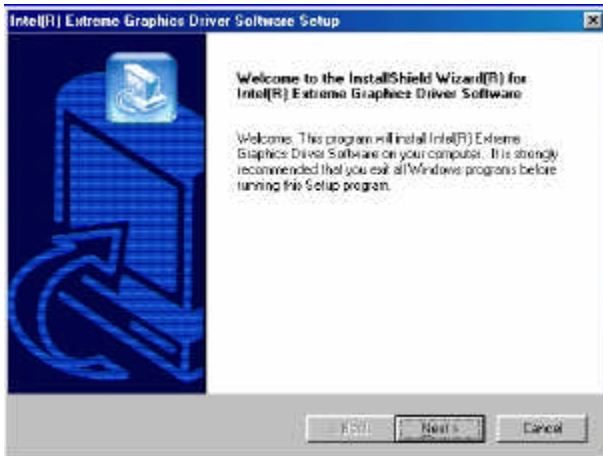 Intel(R) Extreme Graphics Driver Software Setup
Welcome to the InstallShield Wizard(R) for
Intel(R) Extreme Graphics Driver Software
Welcome. This program will install Intel(R) Extreme
Graphics Driver Software on your computer. It is strongly
recommended that you exit all Windows programs before
running this Setup program.
< Back Next > Cancel